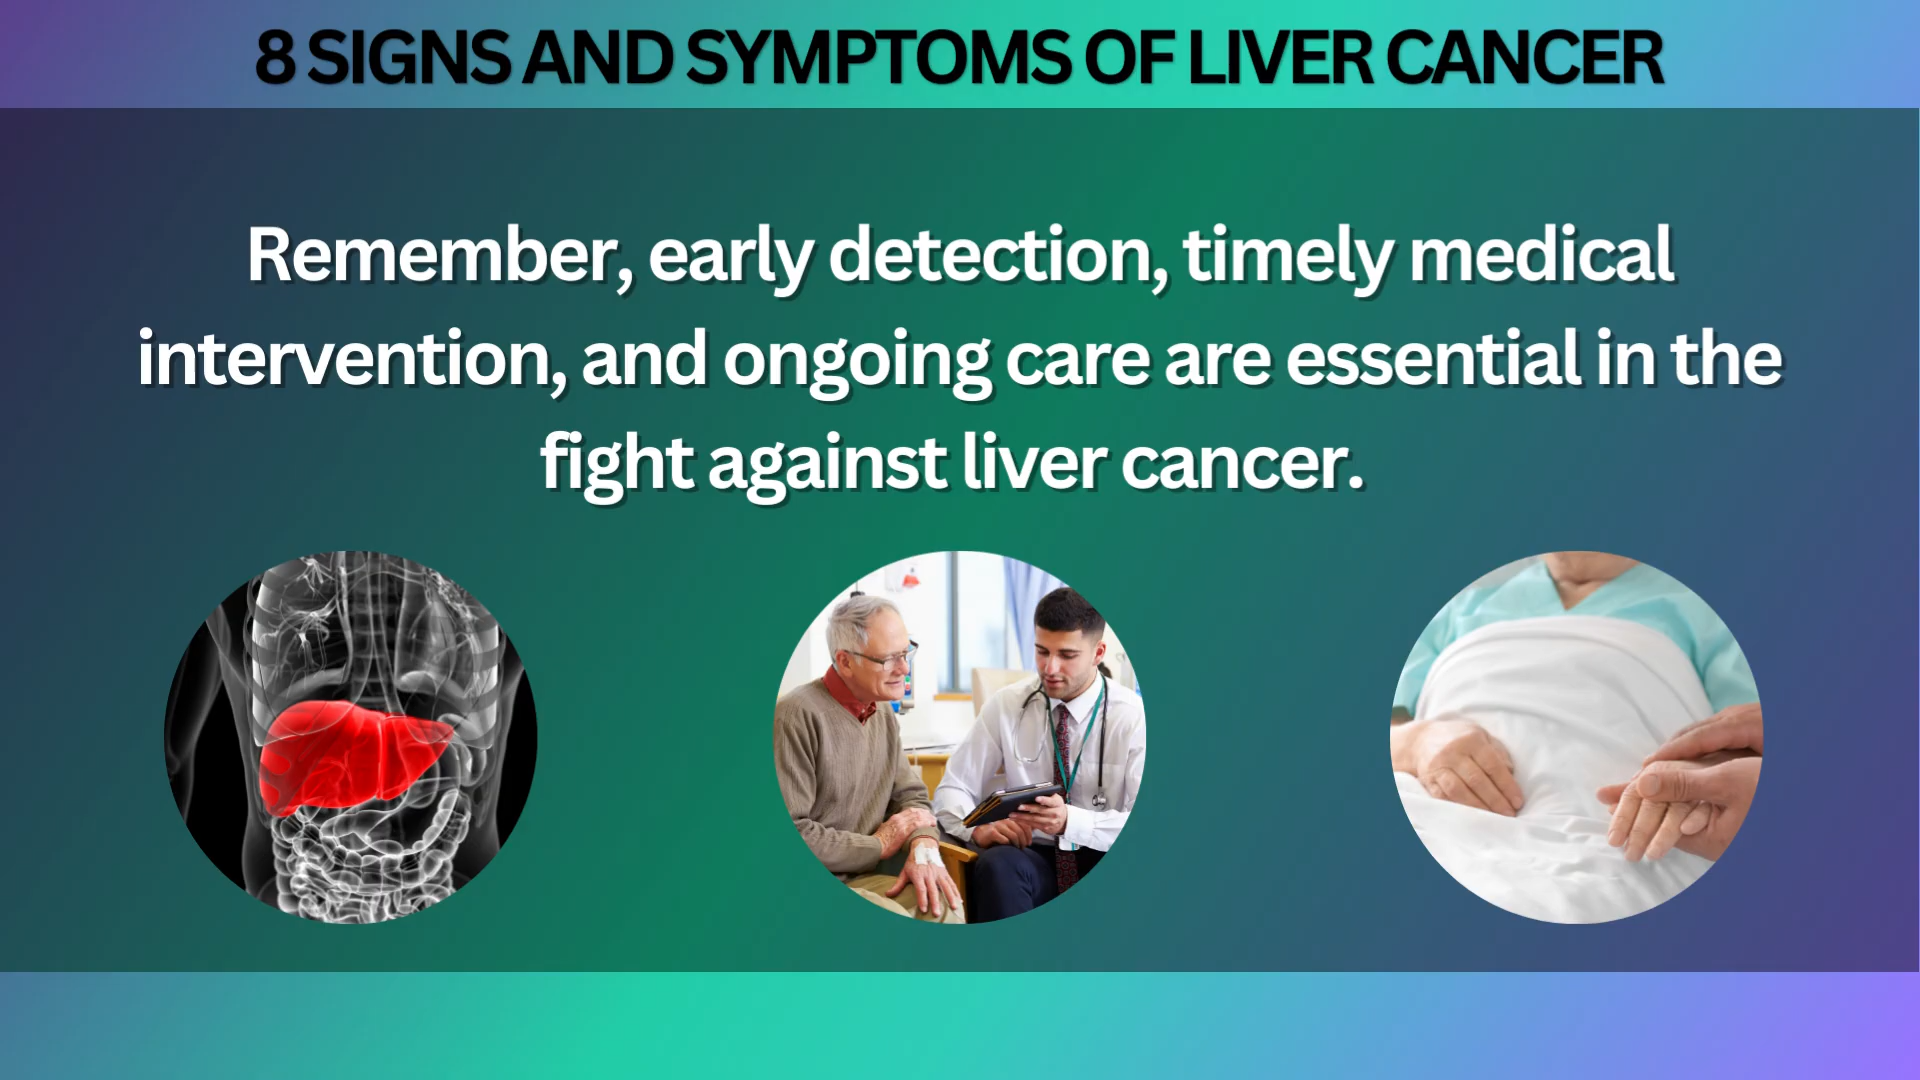 8 SIGNS AND SYMPTOMS OF LIVER CANCER
Remember, early detection, timely medical
intervention, and ongoing care are essential in the
fight against liver cancer.